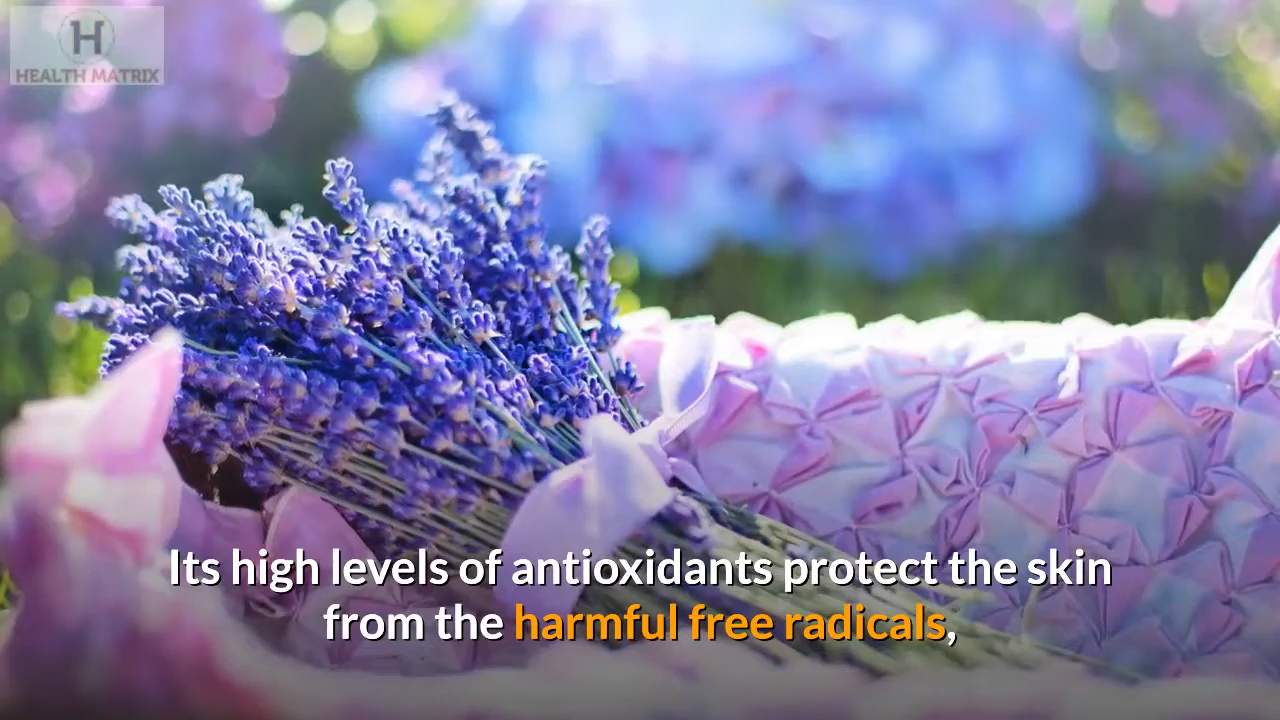 H
HEALTH MATRIX
Its high levels of antioxidants protect the skin
from the harmful free radicals,